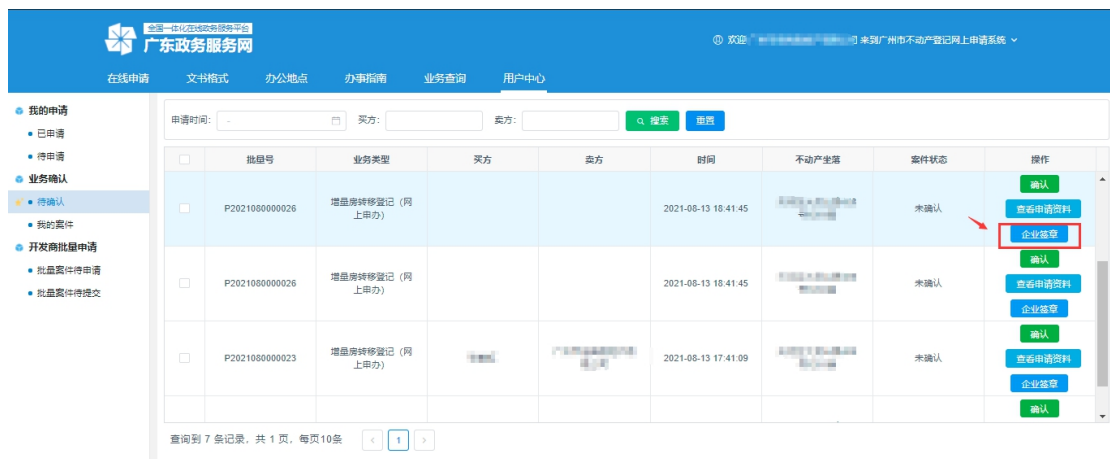 全国一体化在线政务服务平台
广东政务服务网
欢迎 司 来到广州市不动产登记网上申请系统
在线申请 文书格式 办公地点 办事指南 业务查询 用户中心
我的申请
已申请
待申请
业务确认
待确认
我的案件
开发商批量申请
批量案件待申请
批量案件待提交
申请时间: - 买方: 卖方: 搜索 重置
批量号 业务类型 买方 卖方 时间 不动产坐落 案件状态 操作
P2021080000026 增量房转移登记（网上申办） 2021-08-13 18:41:45 未确认 确认
查看申请资料
企业签章
P2021080000026 增量房转移登记（网上申办） 2021-08-13 18:41:45 未确认 确认
查看申请资料
企业签章
P2021080000023 增量房转移登记（网上申办） 2021-08-13 17:41:09 未确认 确认
查看申请资料
企业签章
确认
查询到 7 条记录，共 1 页，每页10条 < 1 >